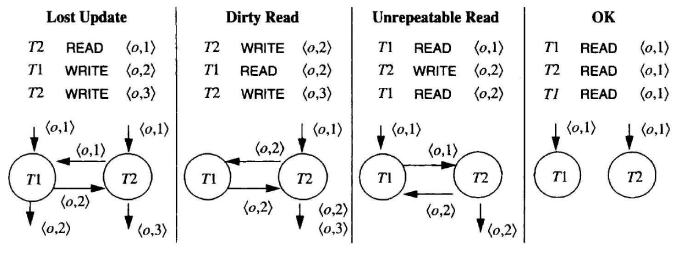 Lost Update
T2 READ ⟨o,1⟩
T1 WRITE ⟨o,2⟩
T2 WRITE ⟨o,3⟩
⟨o,1⟩ ⟨o,1⟩
⟨o,1⟩
T1 T2
⟨o,2⟩
⟨o,2⟩ ⟨o,3⟩
Dirty Read
T2 WRITE ⟨o,2⟩
T1 READ ⟨o,2⟩
T2 WRITE ⟨o,3⟩
⟨o,1⟩
⟨o,2⟩
T1 T2
⟨o,2⟩
⟨o,2⟩
⟨o,3⟩
Unrepeatable Read
T1 READ ⟨o,1⟩
T2 WRITE ⟨o,2⟩
T1 READ ⟨o,2⟩
⟨o,1⟩
⟨o,1⟩
T1 T2
⟨o,2⟩
⟨o,2⟩
OK
T1 READ ⟨o,1⟩
T2 READ ⟨o,1⟩
T1 READ ⟨o,1⟩
⟨o,1⟩ ⟨o,1⟩
T1 T2